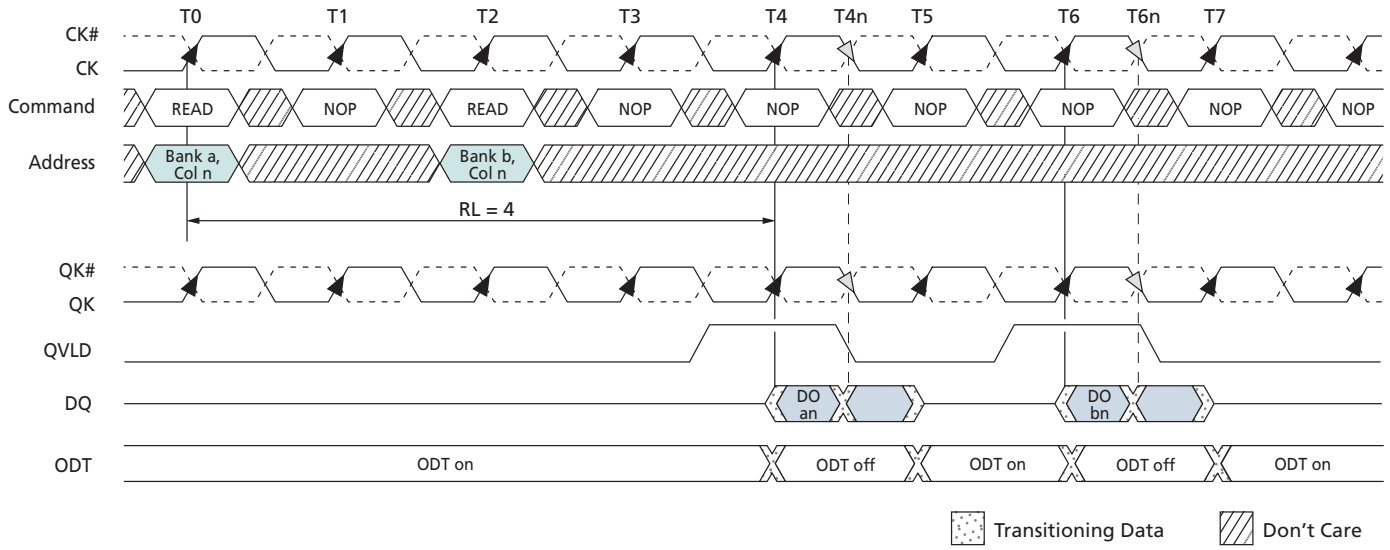 T0 T1 T2 T3 T4 T4n T5 T6 T6n T7
CK#
CK
Command READ NOP READ NOP NOP NOP NOP NOP NOP
Address Bank a, Col n Bank b, Col n
RL = 4
QK#
QK
QVLD
DQ DO an DO bn
ODT ODT on ODT off ODT on ODT off ODT on
Transitioning Data Don't Care